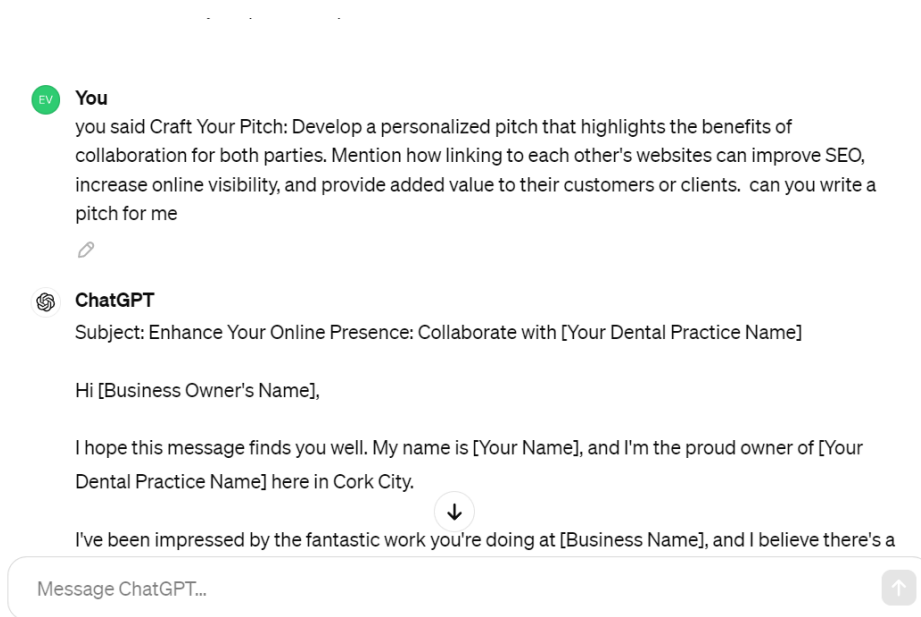 EV
You
you said Craft Your Pitch: Develop a personalized pitch that highlights the benefits of
collaboration for both parties. Mention how linking to each other's websites can improve SEO,
increase online visibility, and provide added value to their customers or clients.  can you write a
pitch for me
ChatGPT
Subject: Enhance Your Online Presence: Collaborate with [Your Dental Practice Name]
Hi [Business Owner's Name],
I hope this message finds you well. My name is [Your Name], and I'm the proud owner of [Your
Dental Practice Name] here in Cork City.
I've been impressed by the fantastic work you're doing at [Business Name], and I believe there's a
Message ChatGPT...